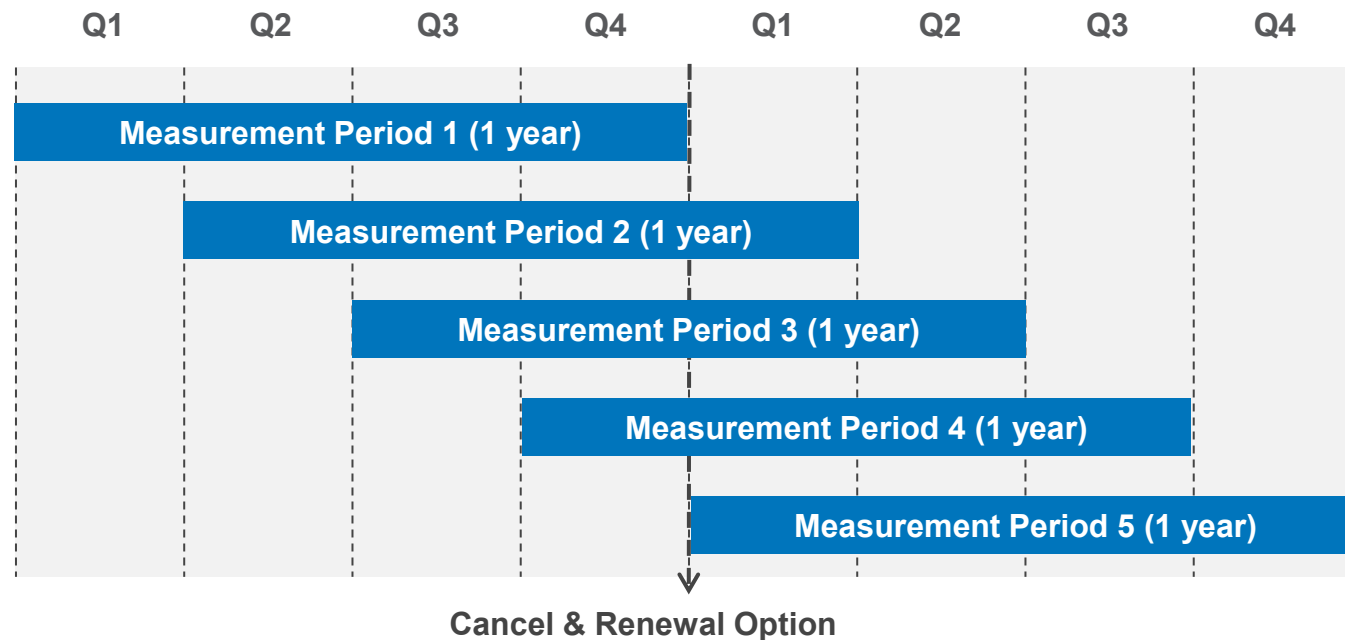 Q1 Q2 Q3 Q4 Q1 Q2 Q3 Q4
Measurement Period 1 (1 year)
Measurement Period 2 (1 year)
Measurement Period 3 (1 year)
Measurement Period 4 (1 year)
Measurement Period 5 (1 year)
Cancel & Renewal Option